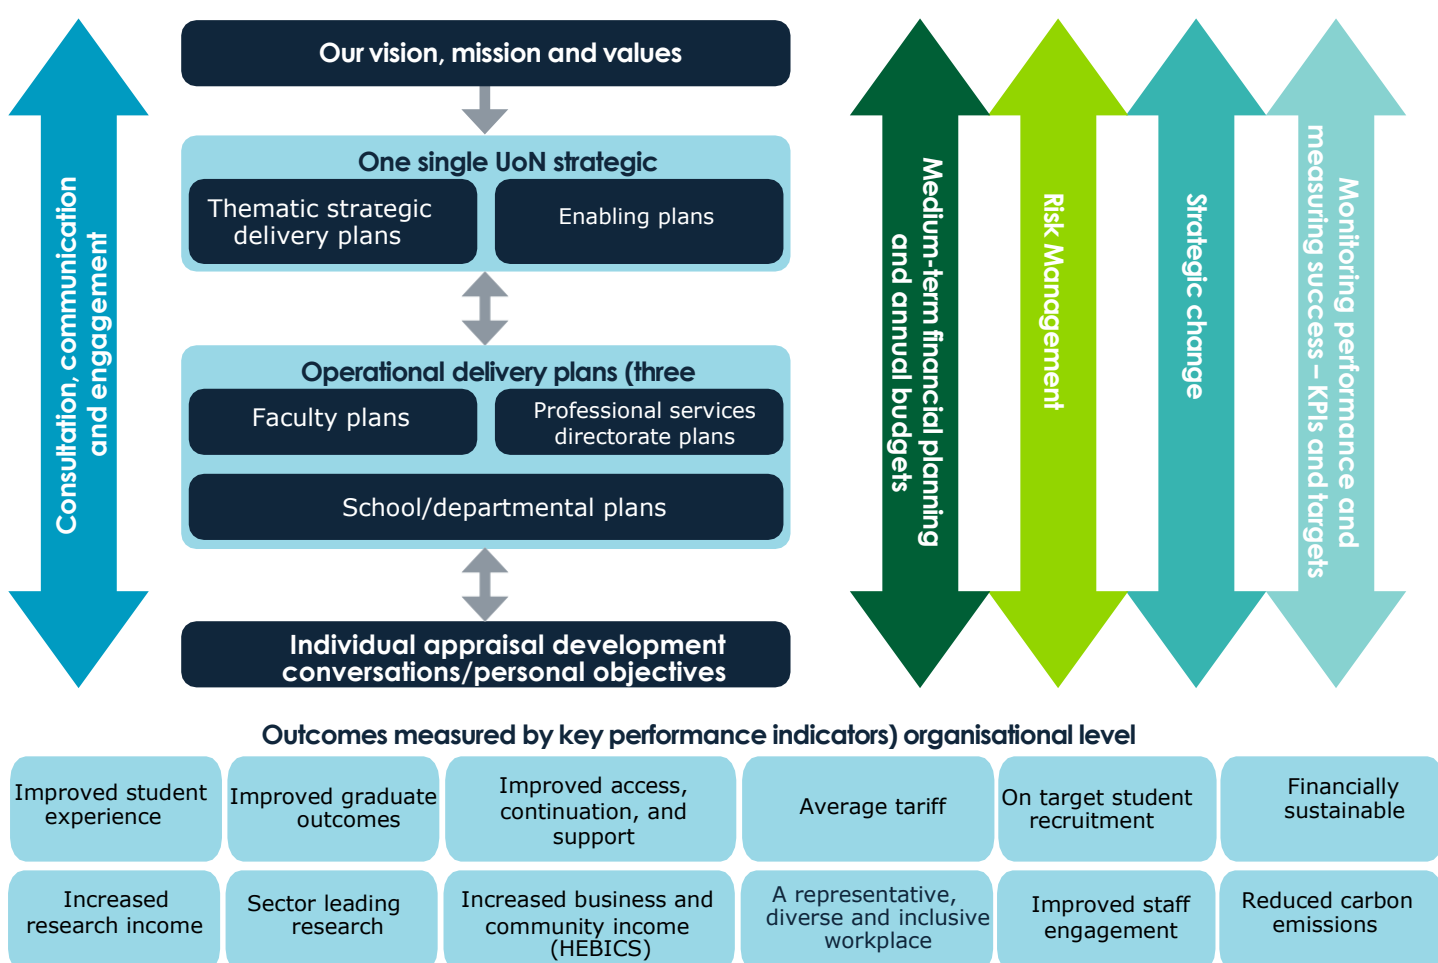 Our vision, mission and values
One single UoN strategic
Thematic strategic
delivery plans
Enabling plans
Operational delivery plans (three
Faculty plans
Professional services
directorate plans
School/departmental plans
Individual appraisal development
conversations/personal objectives
Consultation, communication
and engagement
Medium-term financial planning
and annual budgets
Risk Management
Strategic change
Monitoring performance and
measuring success – KPIs and targets
Outcomes measured by key performance indicators) organisational level
Improved student
experience
Improved graduate
outcomes
Improved access,
continuation, and
support
Average tariff
On target student
recruitment
Financially
sustainable
Increased
research income
Sector leading
research
Increased business and
community income
(HEBICS)
A representative,
diverse and inclusive
workplace
Improved staff
engagement
Reduced carbon
emissions